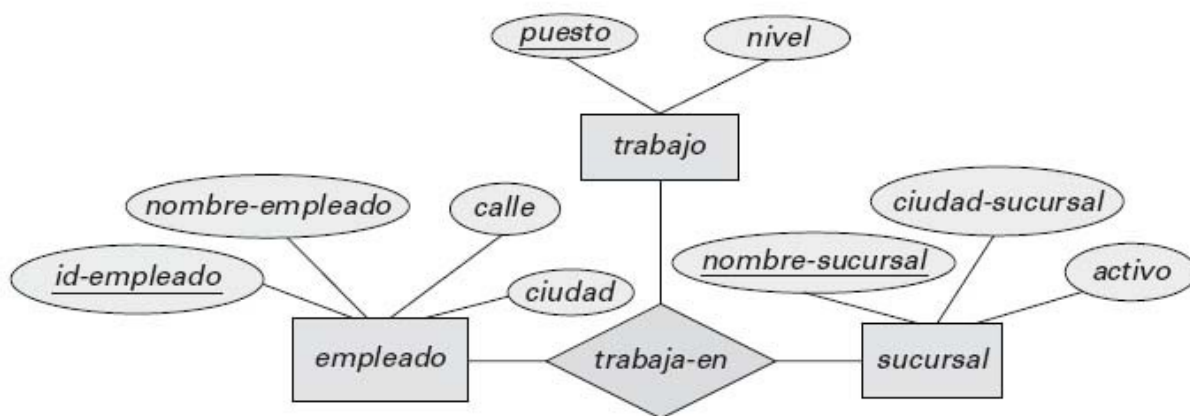 puesto
nivel
trabajo
nombre-empleado
calle
ciudad-sucursal
id-empleado
nombre-sucursal
activo
ciudad
empleado
trabaja-en
sucursal